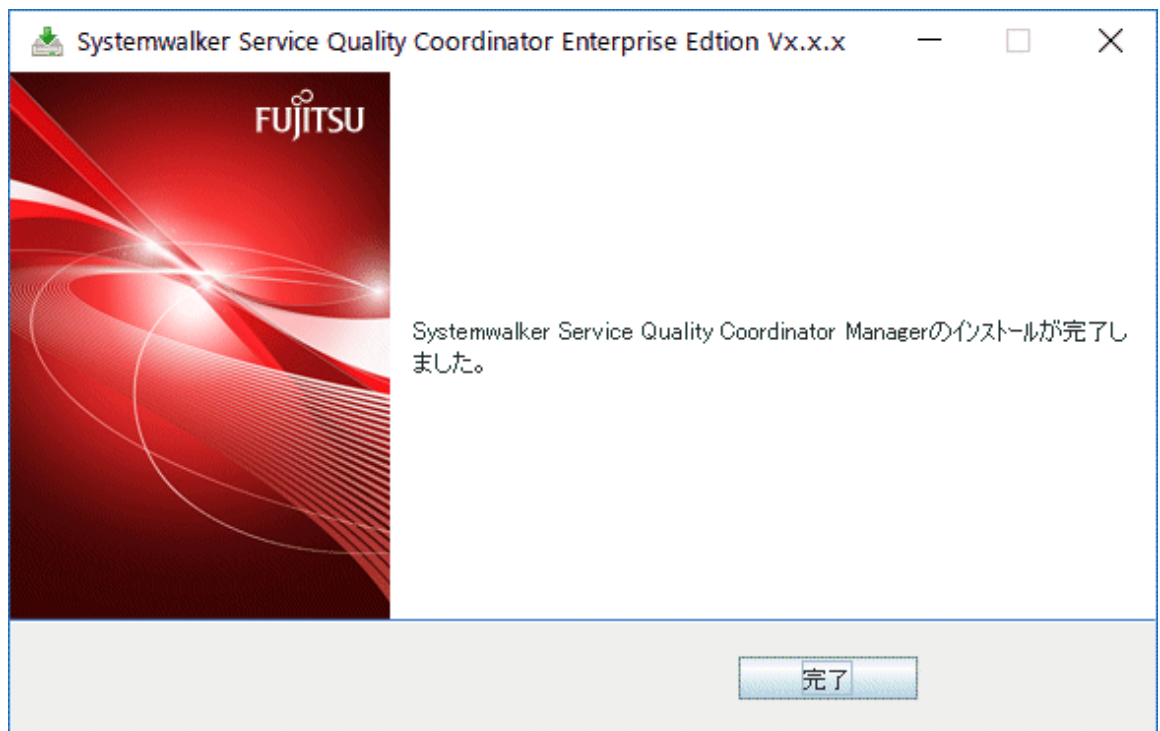 Systemwalker Service Quality Coordinator Enterprise Edtion Vx.x.x
FUJITSU
Systemwalker Service Quality Coordinator Managerのインストールが完了し
ました。
完了